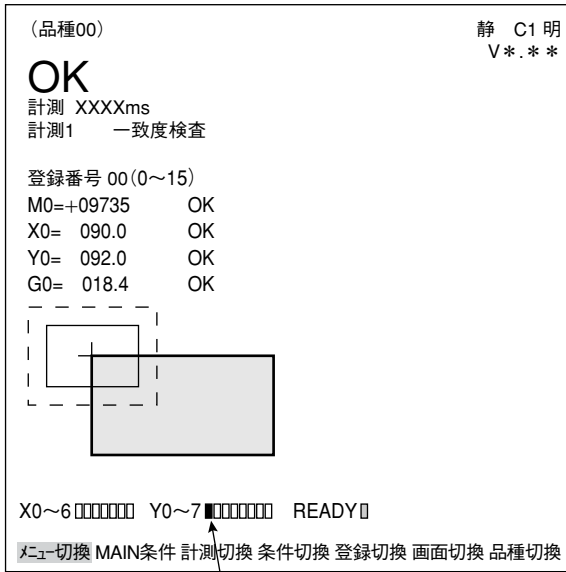 (品種00)
静 C1 明
V*.**
OK
計測 XXXXms
計測1 一致度検査
登録番号 00(0～15)
M0=+09735 OK
X0= 090.0 OK
Y0= 092.0 OK
G0= 018.4 OK
X0～6 Y0～7 READY
メニュー切換 MAIN条件 計測切換 条件切換 登録切換 画面切換 品種切換